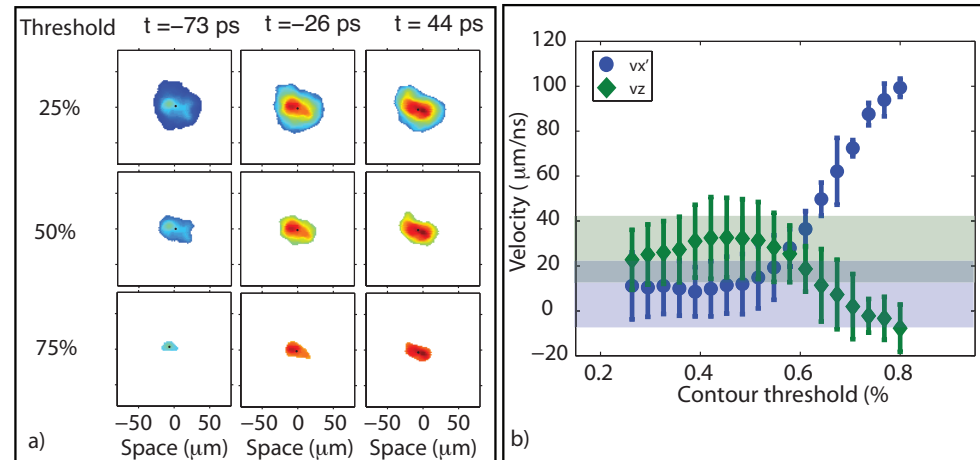 Threshold t =−73 ps t =−26 ps t = 44 ps
25%
50%
75%
−50 0 50 −50 0 50 −50 0 50
Space (μm) Space (μm) Space (μm)
a)
120
100
80
60
40
20
0
−20
Velocity ( μm/ns)
vx'
vz
0.2 0.4 0.6 0.8
Contour threshold (%
b)